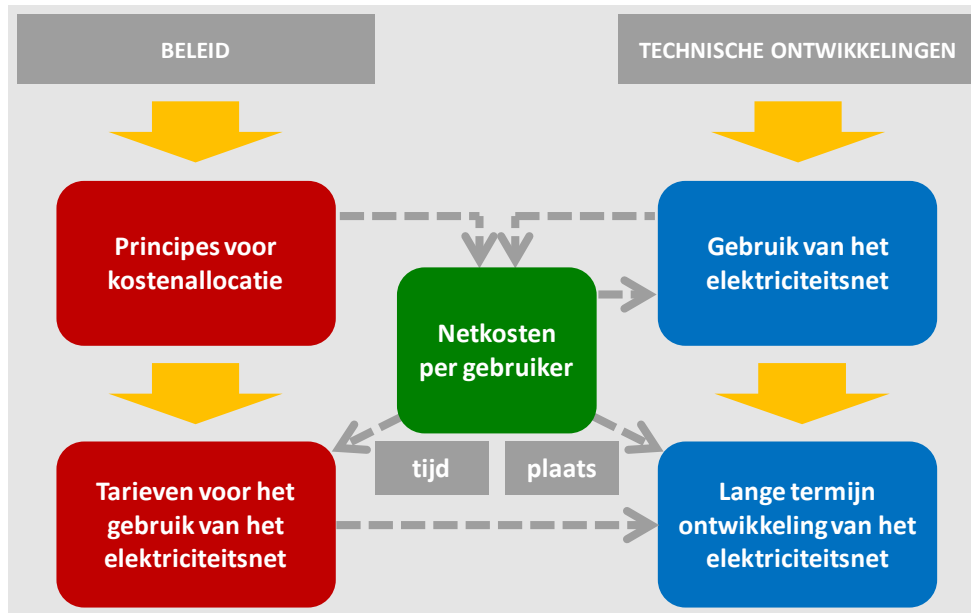 BELEID
TECHNISCHE ONTWIKKELINGEN
Principes voor
kostenallocatie
Gebruik van het
elektriciteitsnet
Netkosten
per gebruiker
tijd
plaats
Tarieven voor het
gebruik van het
elektriciteitsnet
Lange termijn
ontwikkeling van het
elektriciteitsnet